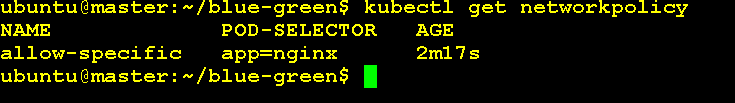 ubuntu@master:~/blue-green$ kubectl get networkpolicy
NAME             POD-SELECTOR   AGE
allow-specific   app=nginx      2m17s
ubuntu@master:~/blue-green$